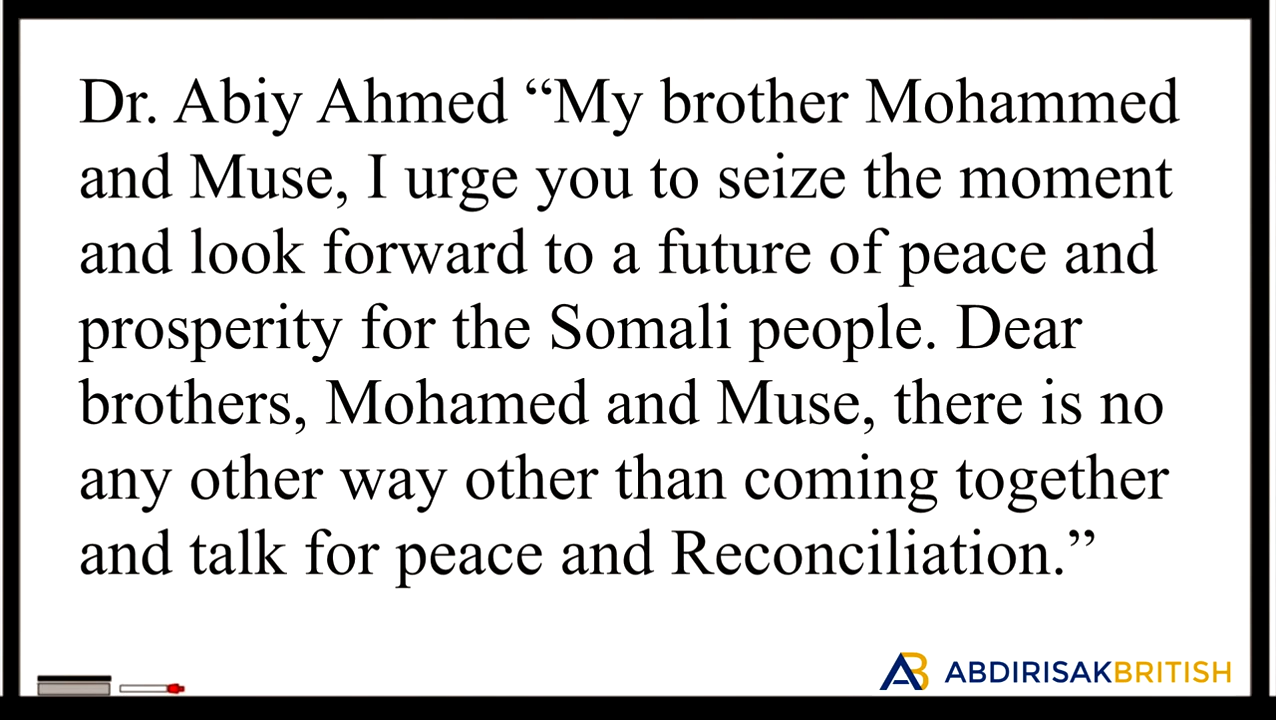 Dr. Abiy Ahmed “My brother Mohammed
and Muse, I urge you to seize the moment
and look forward to a future of peace and
prosperity for the Somali people. Dear
brothers, Mohamed and Muse, there is no
any other way other than coming together
and talk for peace and Reconciliation.”
AB ABDIRISAKBRITISH